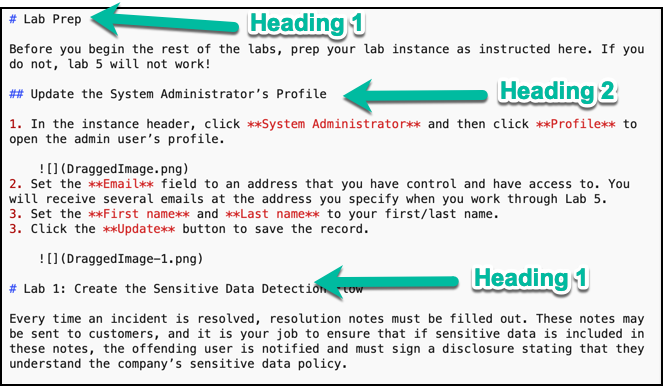 # Lab Prep
Heading 1
Before you begin the rest of the labs, prep your lab instance as instructed here. If you
do not, lab 5 will not work!
## Update the System Administrator’s Profile
Heading 2
1. In the instance header, click **System Administrator** and then click **Profile** to
open the admin user’s profile.
![](DraggedImage.png)
2. Set the **Email** field to an address that you have control and have access to. You
will receive several emails at the address you specify when you work through Lab 5.
3. Set the **First name** and **Last name** to your first/last name.
3. Click the **Update** button to save the record.
![](DraggedImage-1.png)
Heading 1
# Lab 1: Create the Sensitive Data Detection Flow
Every time an incident is resolved, resolution notes must be filled out. These notes may
be sent to customers, and it is your job to ensure that if sensitive data is included in
these notes, the offending user is notified and must sign a disclosure stating that they
understand the company’s sensitive data policy.